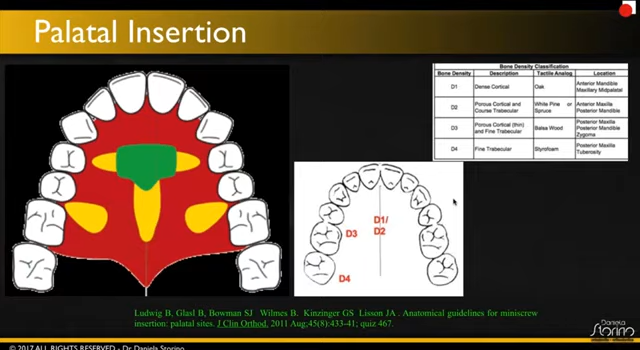 Palatal Insertion
Bone Density Classification
Bone Density Description Tactile Analog Location
D1 Dense Cortical Oak Anterior Mandible
Maxillary Midpalatal
D2 Porous Cortical and
Course Trabecular White Pine or
Spruce Anterior Maxilla
Posterior Mandible
D3 Porous Cortical (thin)
and Fine Trabecular Balsa Wood Posterior Maxilla
Posterior Mandible
Zygoma
D4 Fine Trabecular Styrofoam Posterior Maxilla
Tuberosity
D1/
D2
D3
D4
Ludwig B, Glasl B, Bowman SJ Wilmes B. Kinzinger GS Lisson JA . Anatomical guidelines for miniscrew
insertion: palatal sites. J Clin Orthod. 2011 Aug;45(8):433-41; quiz 467.
Daniela
Storino
©2017 ALL RIGHTS RESERVED - Dr Daniela Storino